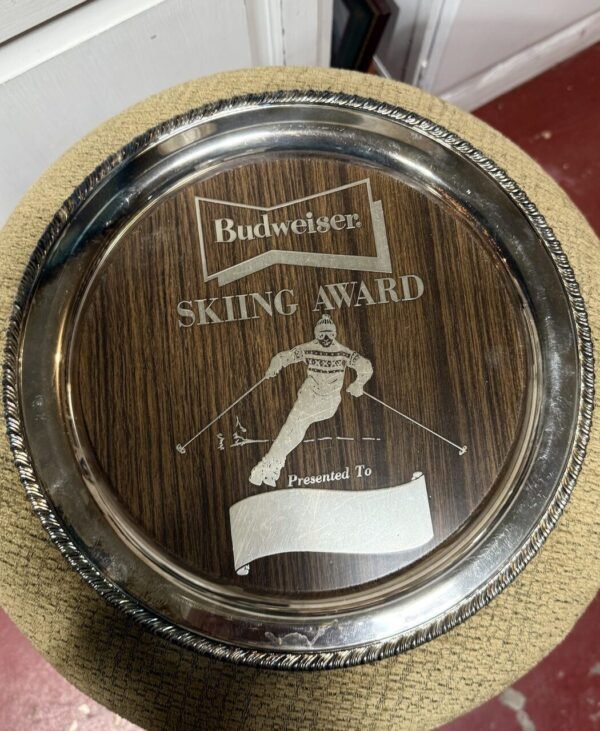 Budweiser®
SKIING AWARD
Presented To